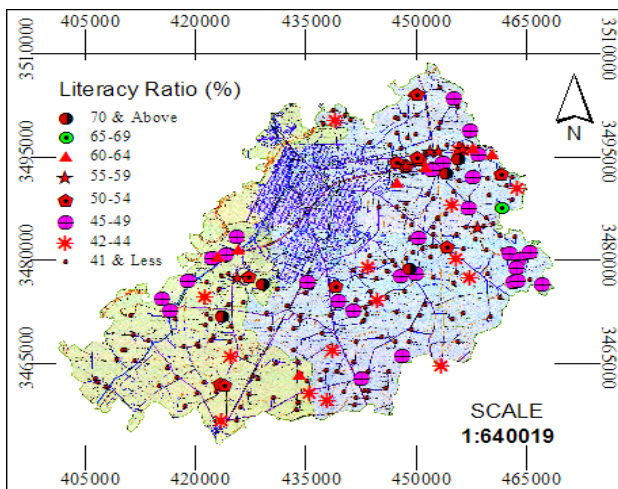 405000 420000 435000 450000 465000
3510000 3510000
Literacy Ratio (%)
70 & Above
65-69
60-64
55-59
50-54
45-49
42-44
41 & Less
N
3495000 3495000
3480000 3480000
3465000 3465000
SCALE
1:640019
405000 420000 435000 450000 465000